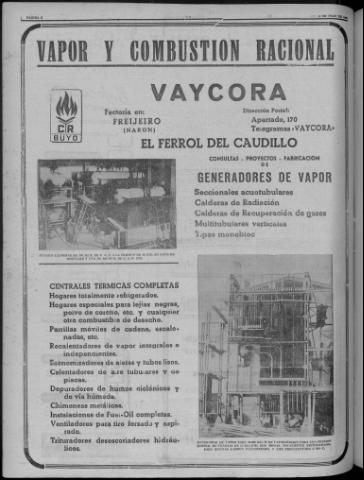 VAPOR Y COMBUSTION RACIONAL
CR
BUYO
VAYCORA
Factoría en:
FREIJEIRO
(NARON)
Dirección Postal:
Apartado, 170
Telegramas «VAYCORA»
EL FERROL DEL CAUDILLO
CONSULTAS - PROYECTOS - FABRICACION
DE
GENERADORES DE VAPOR
Seccionales acuotubulares
Calderas de Radiación
Calderas de Recuperación de gases
Multitubulares verticales
Tipos monobloc
CENTRALES TERMICAS COMPLETAS
Hogares totalmente refrigerados.
Hogares especiales para lejías negras,
polvo de corcho, etc. y cualquier
otro combustible de desecho.
Parrillas móviles de cadena, escalo-
nadas, etc.
Recalentadores de vapor integrales e
independientes.
Economizadores de aletas y tubos lisos.
Calentadores de aire tubulares y de
placas.
Depuradores de humos ciclónicos y
de vía húmeda.
Chimeneas metálicas.
Instalaciones de Fuel-Oil completas.
Ventiladores para tiro forzado y aspi-
rado.
Trituradores desescoriadores hidráu-
licos.